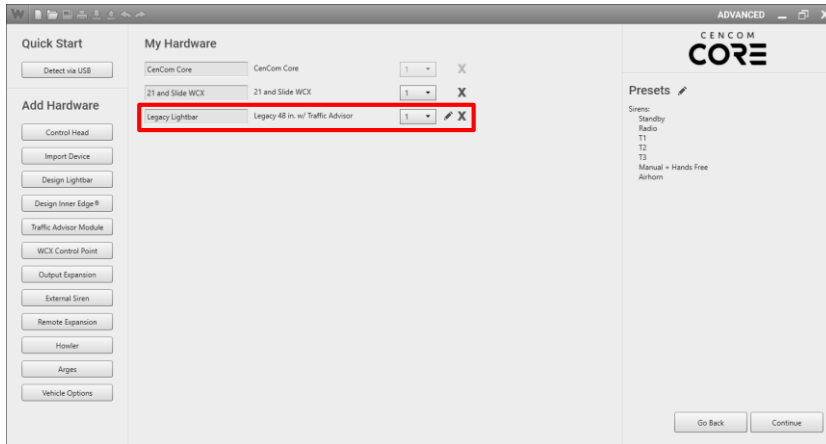 ADVANCED
Quick Start
Detect via USB
Add Hardware
Control Head
Import Device
Design Lightbar
Design Inner Edge®
Traffic Advisor Module
WCX Control Point
Output Expansion
External Siren
Remote Expansion
Howler
Arges
Vehicle Options
My Hardware
CenCom Core CenCom Core 1 X
21 and Slide WCX 21 and Slide WCX 1 X
Legacy Lightbar Legacy 48 in. w/ Traffic Advisor 1 X
CENCOM
CORE
Presets
Sirens:
Standby
Radio
T1
T2
T3
Manual + Hands Free
Airhorn
Go Back Continue